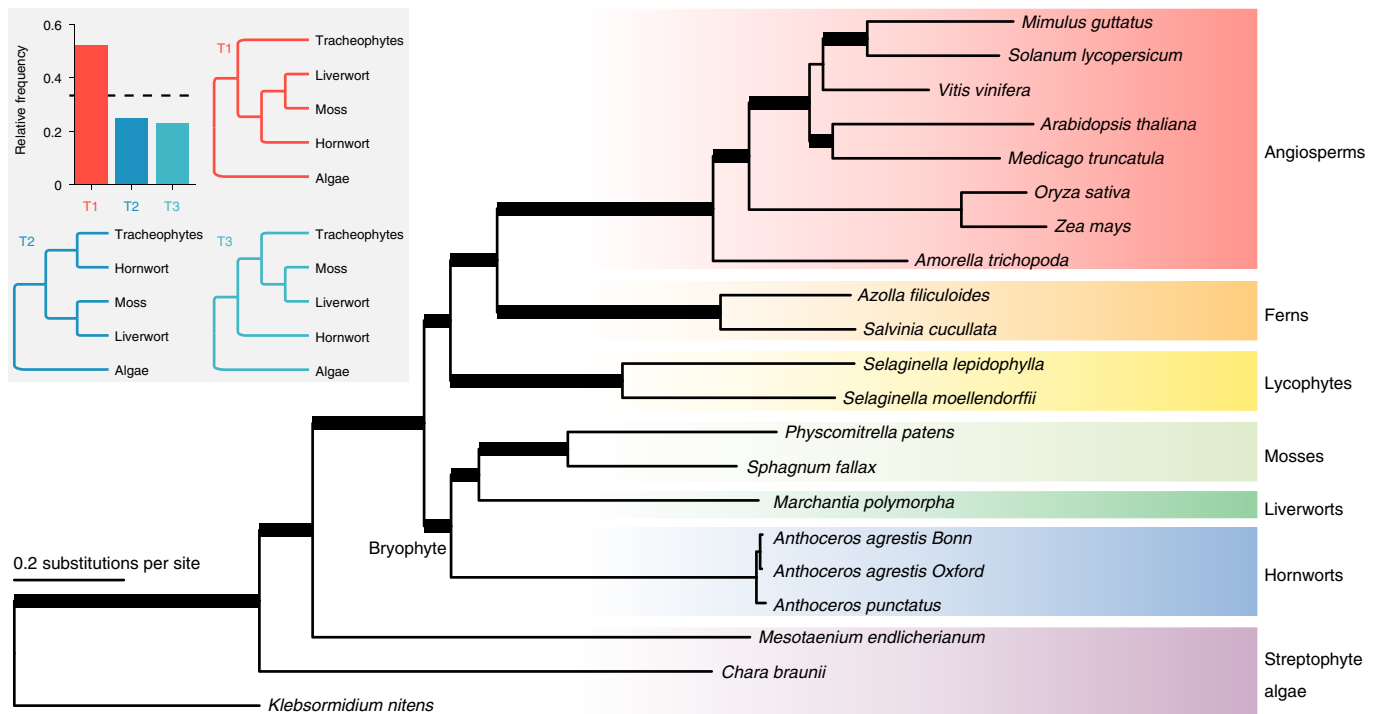 0.6
0.4
0.2
0
Relative frequency
T1
T2
T3
T1
Tracheophytes
Liverwort
Moss
Hornwort
Algae
T2
Tracheophytes
Hornwort
Moss
Liverwort
Algae
T3
Tracheophytes
Moss
Liverwort
Hornwort
Algae
Mimulus guttatus
Solanum lycopersicum
Vitis vinifera
Arabidopsis thaliana
Medicago truncatula
Oryza sativa
Zea mays
Amorella trichopoda
Angiosperms
Azolla filiculoides
Salvinia cucullata
Ferns
Selaginella lepidophylla
Selaginella moellendorffii
Lycophytes
Physcomitrella patens
Sphagnum fallax
Mosses
Marchantia polymorpha
Liverworts
Bryophyte
Anthoceros agrestis Bonn
Anthoceros agrestis Oxford
Anthoceros punctatus
Hornworts
Mesotaenium endlicherianum
Chara braunii
Klebsormidium nitens
Streptophyte
algae
0.2 substitutions per site